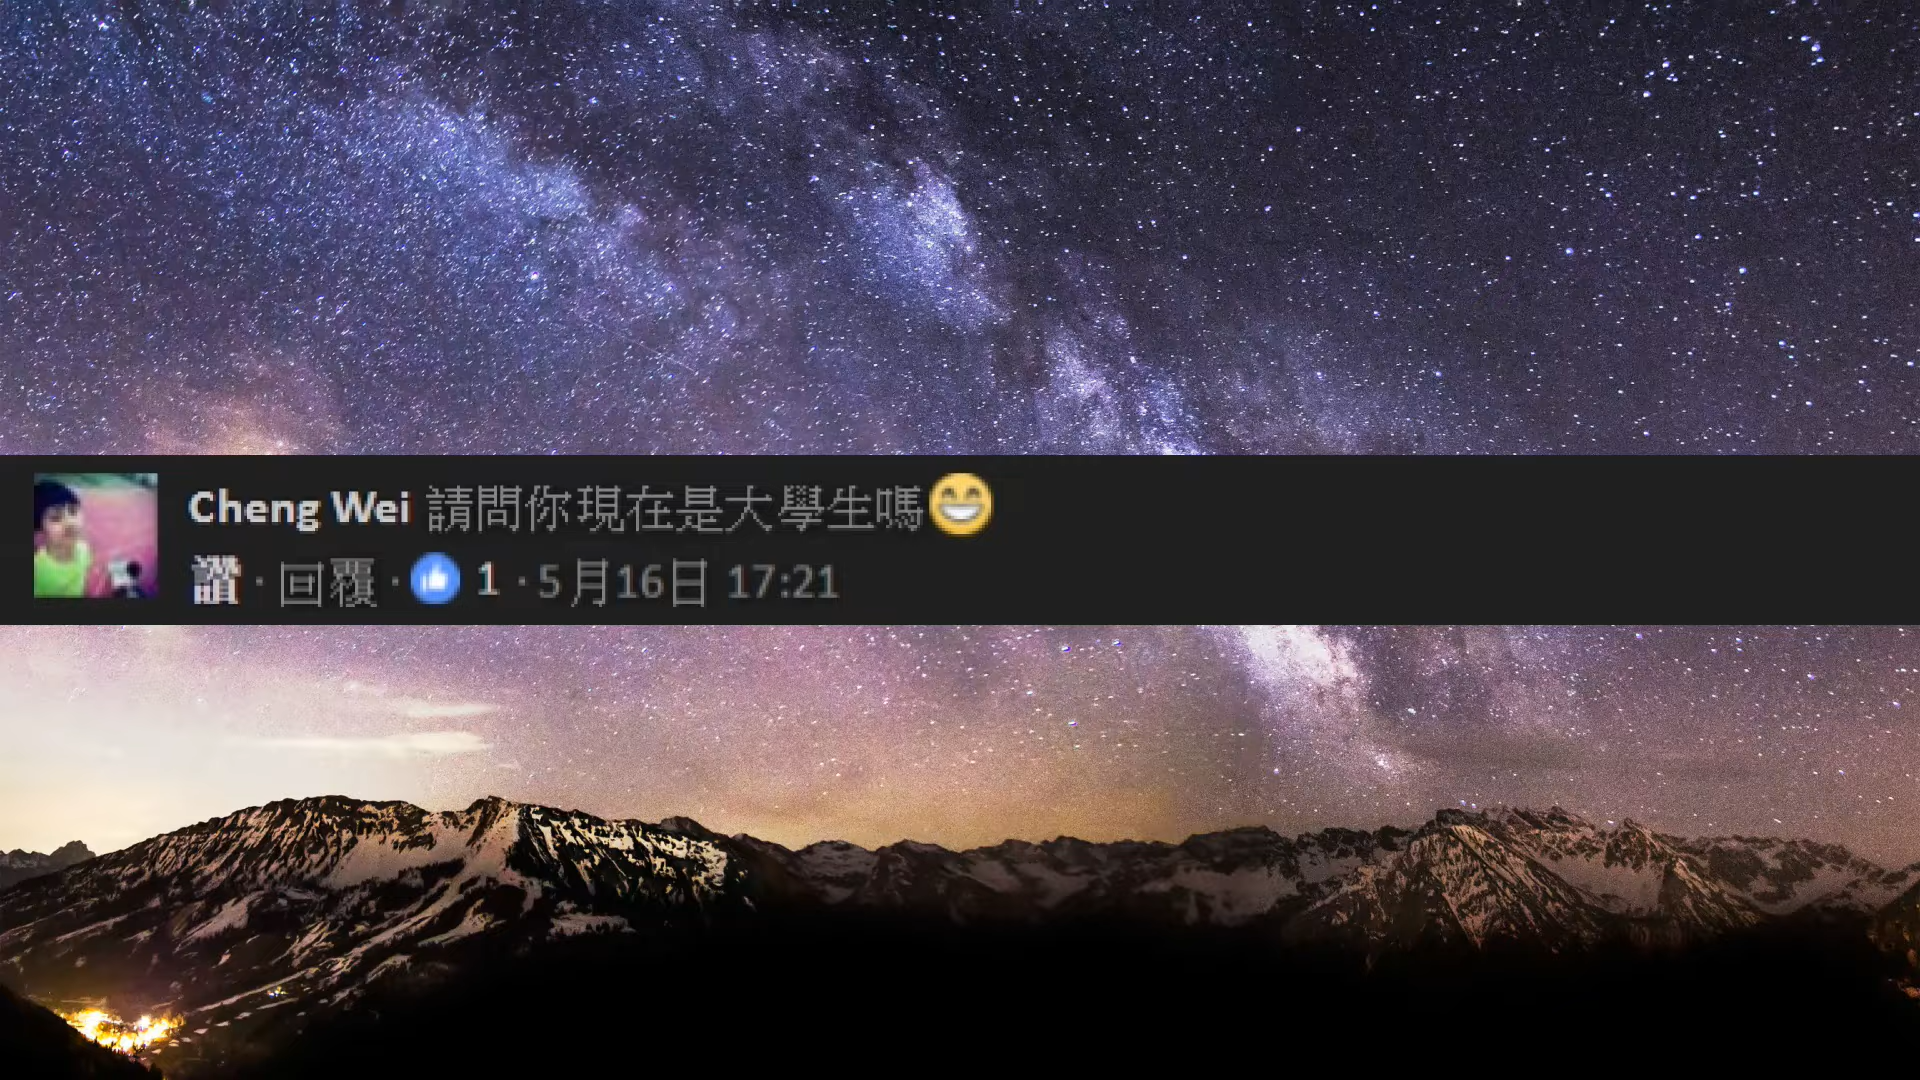 Cheng Wei 請問你現在是大學生嗎😄
讚 · 回覆 · 1 · 5月16日 17:21